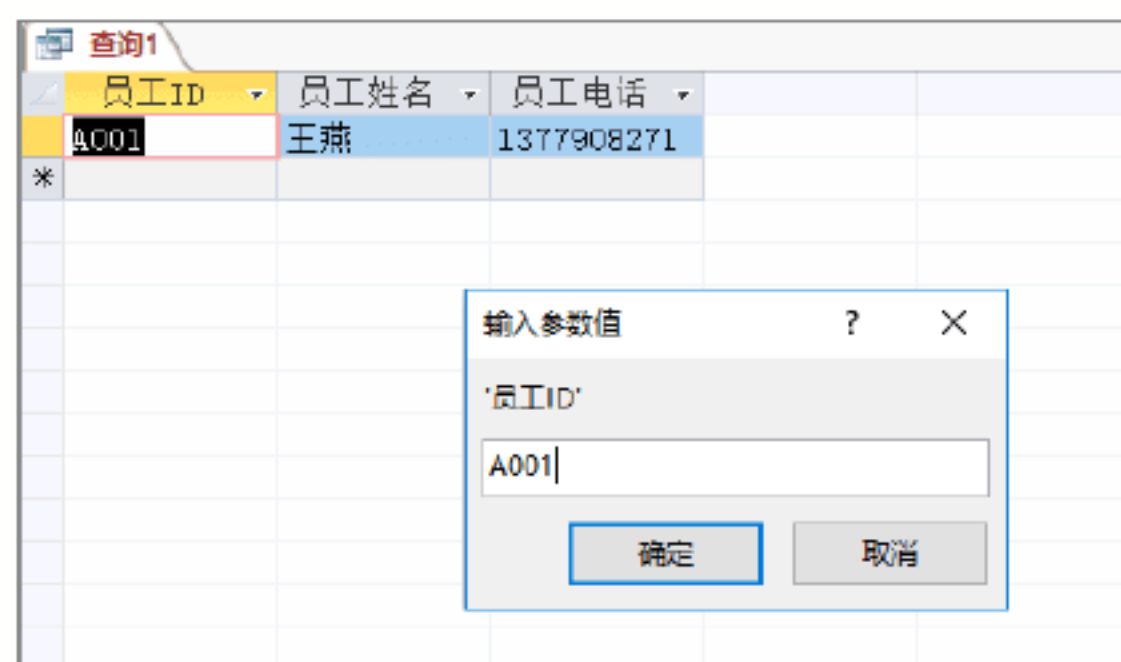 查询1
员工ID 员工姓名 员工电话
A001 王燕 1377908271
*
输入参数值 ? ×
'员工ID'
A001
确定 取消